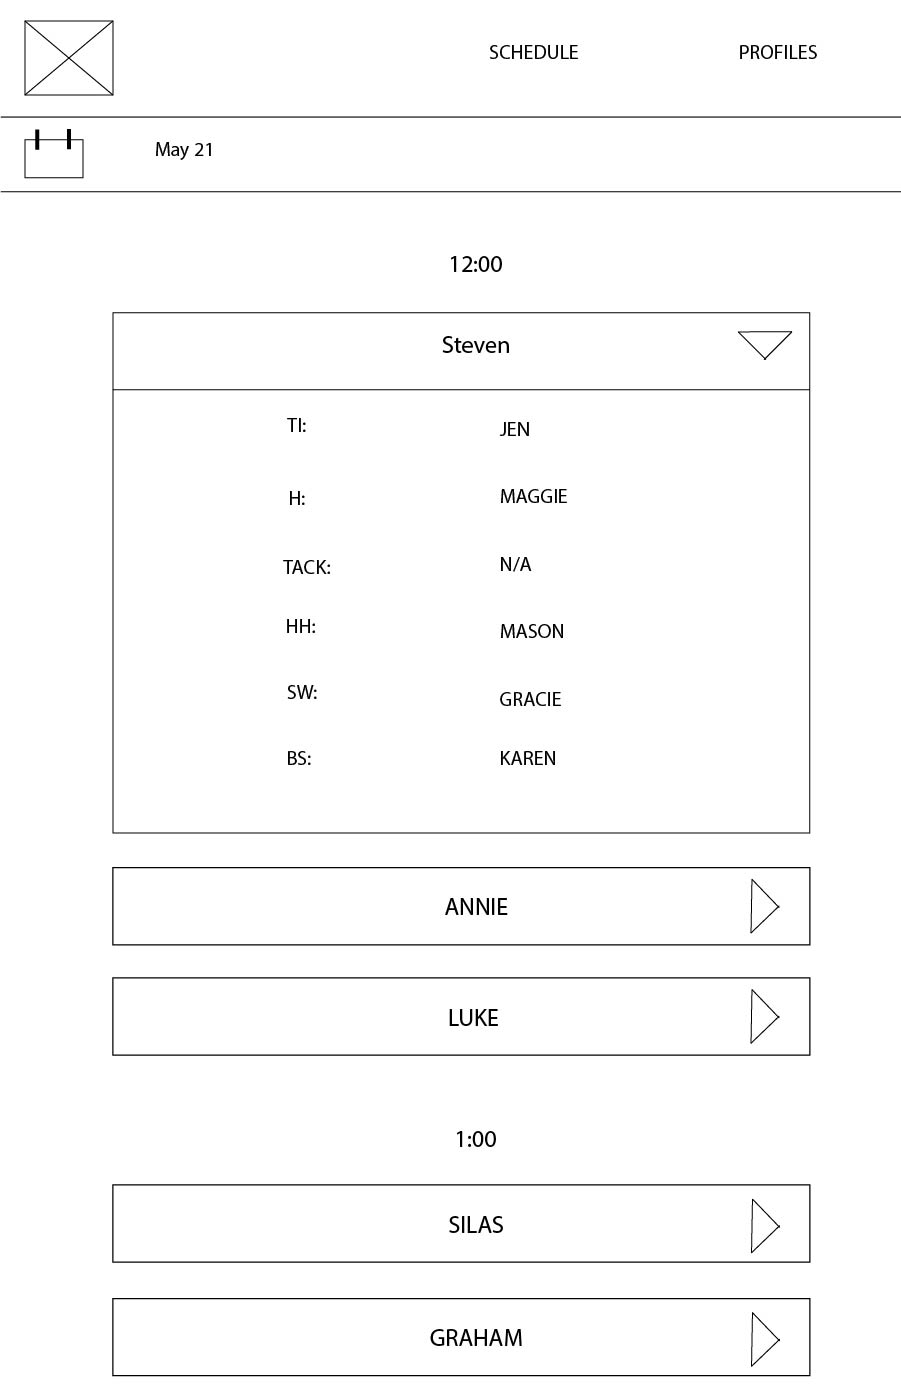 SCHEDULE PROFILES
May 21
12:00
Steven
TI: JEN
H: MAGGIE
TACK: N/A
HH: MASON
SW: GRACIE
BS: KAREN
ANNIE
LUKE
1:00
SILAS
GRAHAM